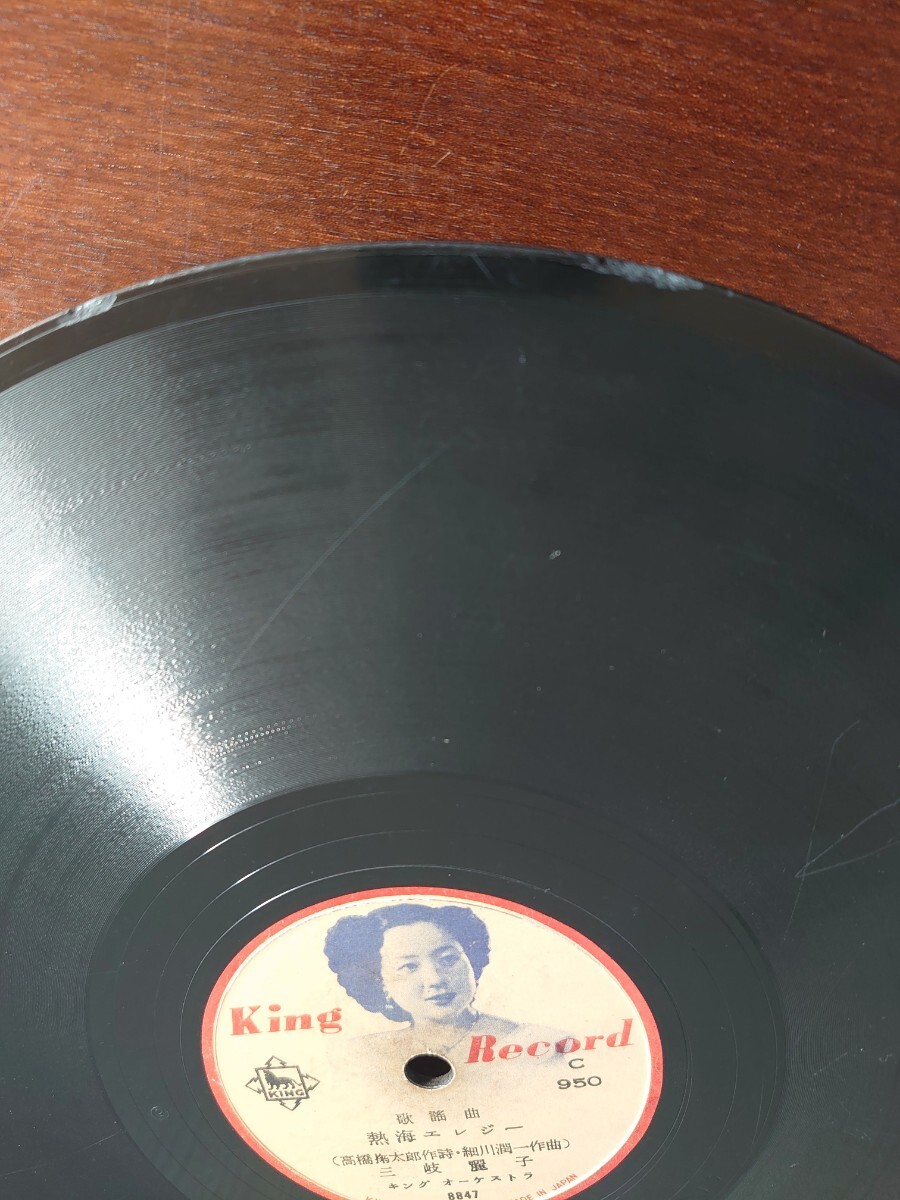 King Record
KING
C
950
歌謡曲
熱海エレジー
(高橋掬太郎作詩・細川潤一作曲)
三岐麗子
キングオーケストラ
8847
MADE IN JAPAN